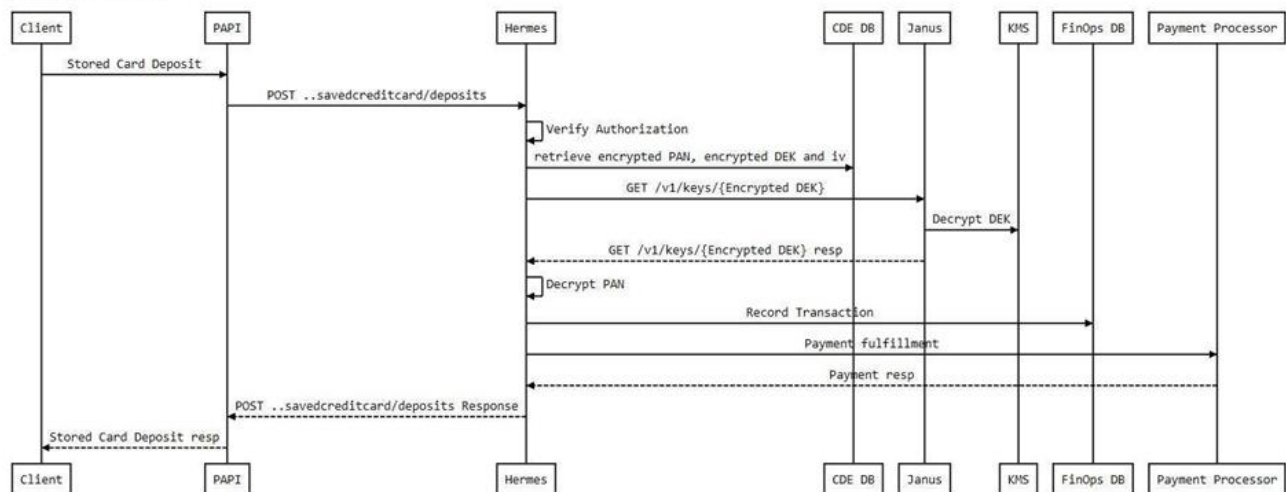 Client PAPI Hermes CDE DB Janus KMS FinOps DB Payment Processor
Stored Card Deposit
POST ..savedcreditcard/deposits
Verify Authorization
retrieve encrypted PAN, encrypted DEK and iv
GET /v1/keys/{Encrypted DEK}
Decrypt DEK
GET /v1/keys/{Encrypted DEK} resp
Decrypt PAN
Record Transaction
Payment fulfillment
Payment resp
POST ..savedcreditcard/deposits Response
Stored Card Deposit resp
Client PAPI Hermes CDE DB Janus KMS FinOps DB Payment Processor